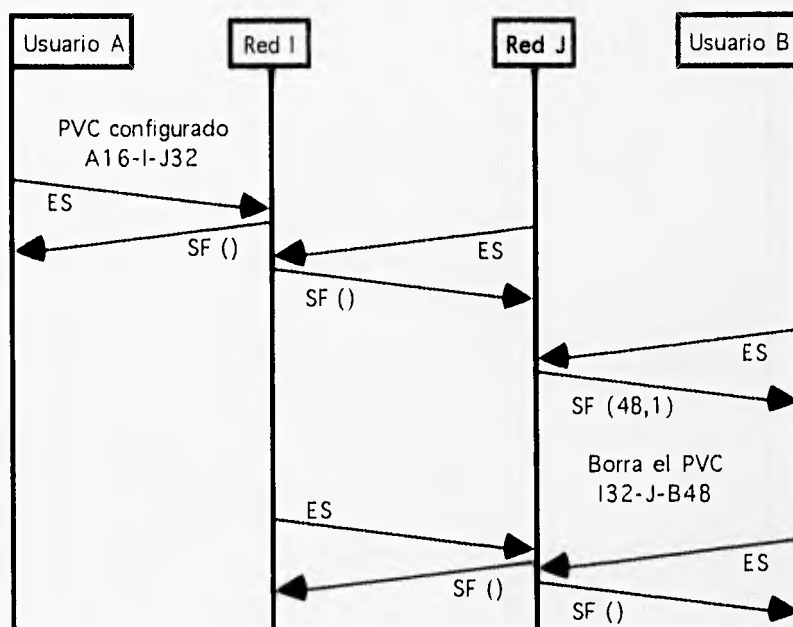 Usuario A
Red I
Red J
Usuario B
PVC configurado
A16-I-J32
ES
SF ()
ES
SF ()
ES
SF (48,1)
Borra el PVC
I32-J-B48
ES
ES
SF ()
SF ()